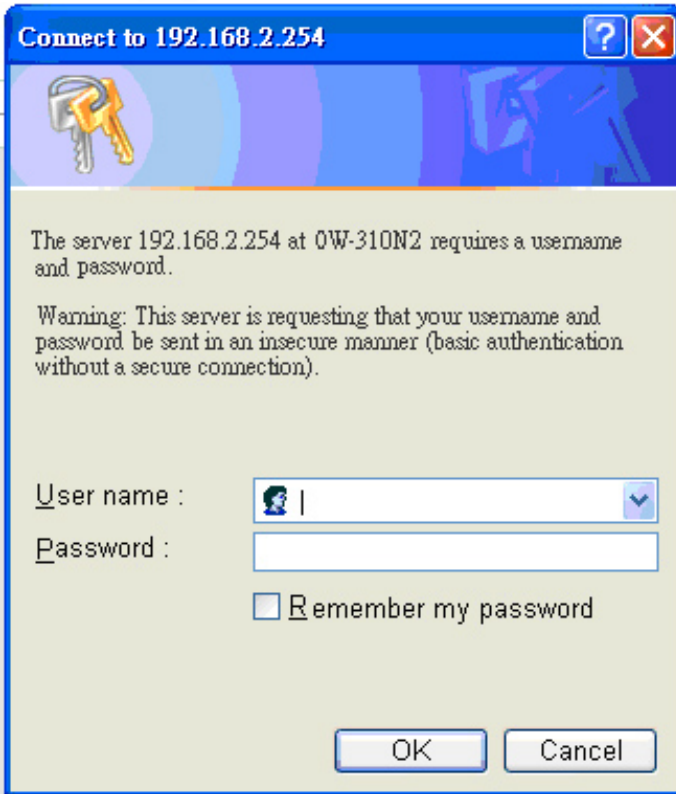 Connect to 192.168.2.254
?
The server 192.168.2.254 at 0W-310N2 requires a username
and password.
Warning: This server is requesting that your username and
password be sent in an insecure manner (basic authentication
without a secure connection).
User name :
Password :
Remember my password
OK
Cancel